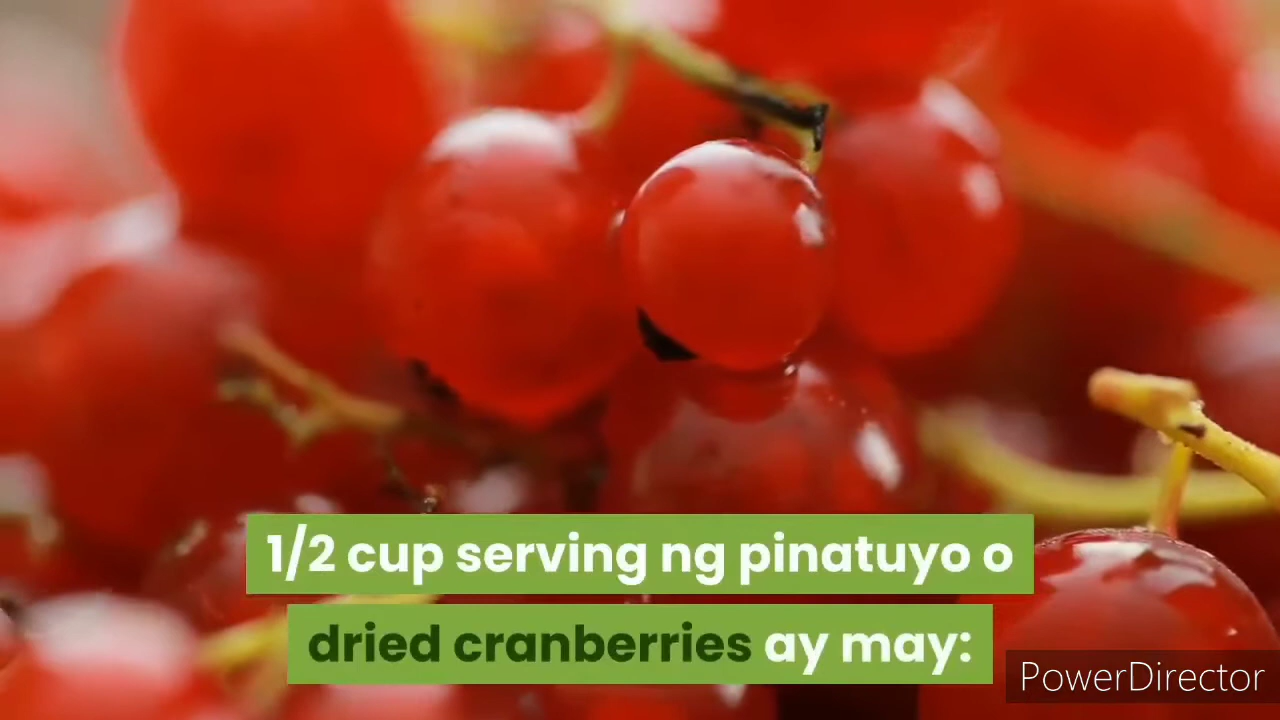 1/2 cup serving ng pinatuyo o
dried cranberries ay may:
PowerDirector